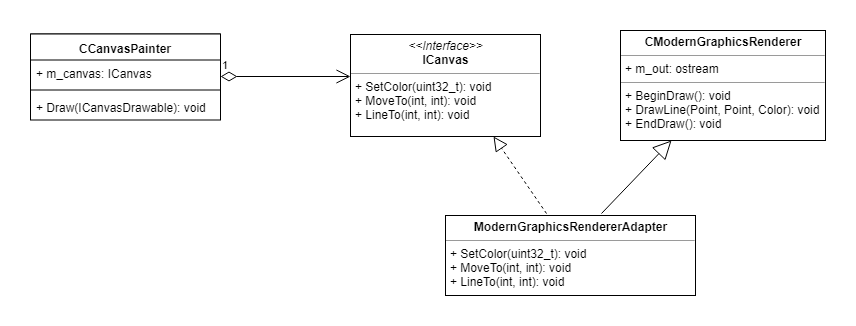 CCanvasPainter
+ m_canvas: ICanvas
+ Draw(ICanvasDrawable): void
1
<<Interface>>
ICanvas
+ SetColor(uint32_t): void
+ MoveTo(int, int): void
+ LineTo(int, int): void
CModernGraphicsRenderer
+ m_out: ostream
+ BeginDraw(): void
+ DrawLine(Point, Point, Color): void
+ EndDraw(): void
ModernGraphicsRendererAdapter
+ SetColor(uint32_t): void
+ MoveTo(int, int): void
+ LineTo(int, int): void